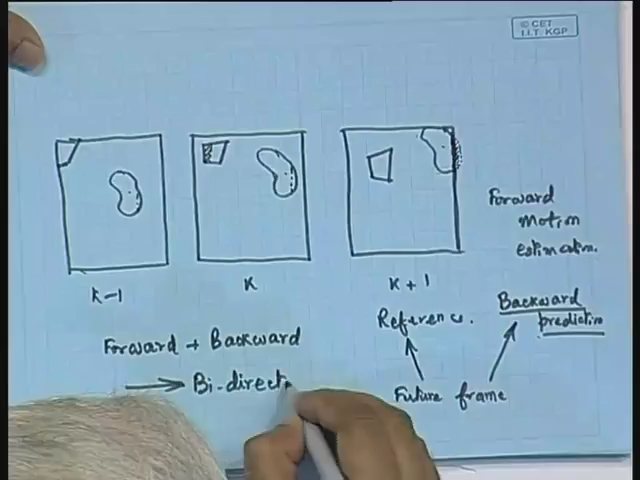 © CET
I.I.T. KGP
K-1
K
K+1
Forward
Motion
estimation.
Reference.
Backward
prediction
Forward + Backward
Bi-direct
Future frame